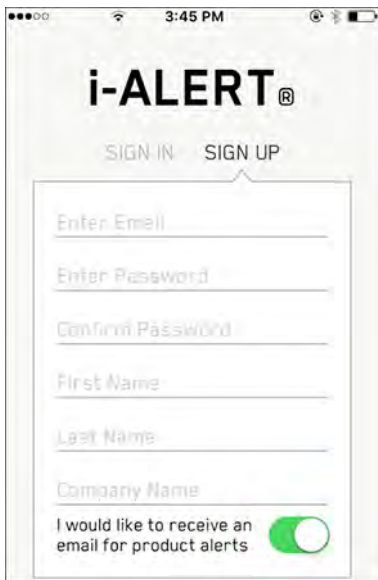 3:45 PM
i-ALERT®
SIGN IN SIGN UP
Enter Email
Enter Password
Confirm Password
First Name
Last Name
Company Name
I would like to receive an
email for product alerts